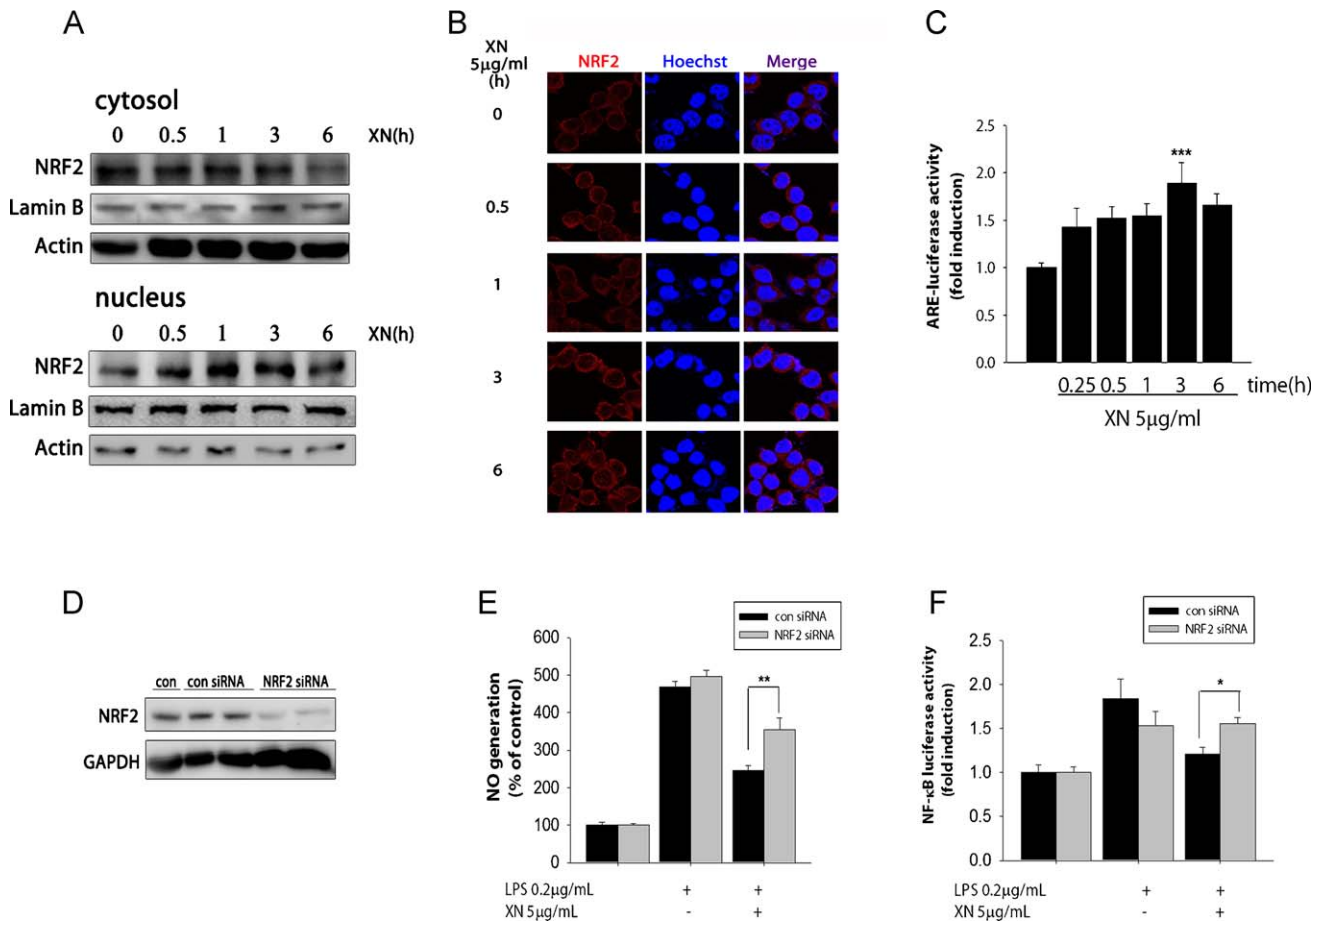 A
cytosol
0 0.5 1 3 6 XN(h)
NRF2
Lamin B
Actin
nucleus
0 0.5 1 3 6 XN(h)
NRF2
Lamin B
Actin
B
XN
5μg/ml
(h)
NRF2 Hoechst Merge
0
0.5
1
3
6
C
ARE-luciferase activity
(fold induction)
2.5
2.0
1.5
1.0
0.5
0.0
***
0.25 0.5 1 3 6 time(h)
XN 5μg/ml
D
con con siRNA NRF2 siRNA
NRF2
GAPDH
E
con siRNA
NRF2 siRNA
NO generation
(% of control)
600
500
400
300
200
100
0
**
LPS 0.2μg/mL + +
XN 5μg/mL - +
F
con siRNA
NRF2 siRNA
NF-κB luciferase activity
(fold induction)
2.5
2.0
1.5
1.0
0.5
0.0
*
LPS 0.2μg/mL + +
XN 5μg/mL - +